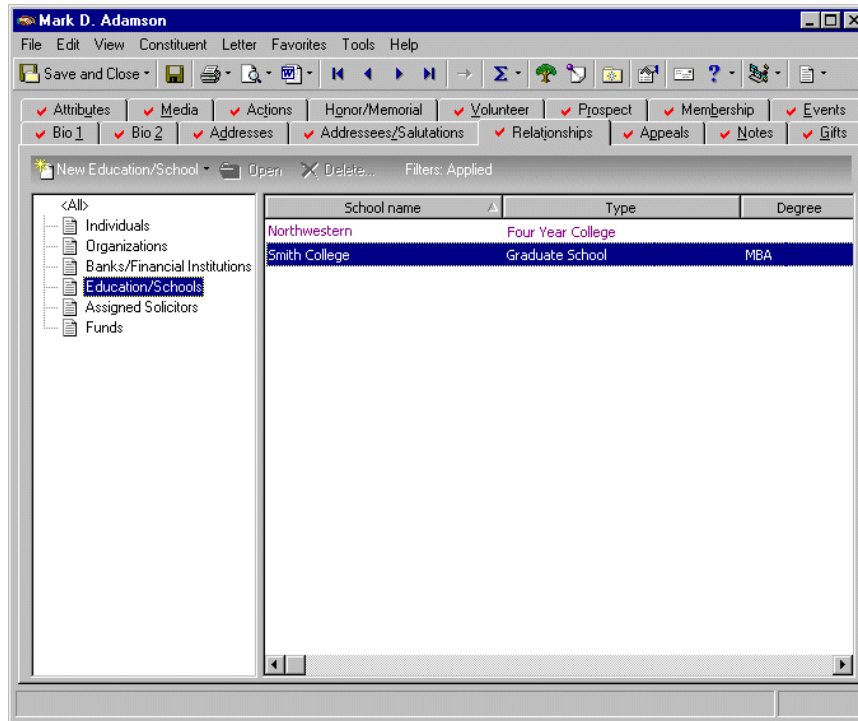 Mark D. Adamson
File Edit View Constituent Letter Favorites Tools Help
Save and Close
Attributes Media Actions Honor/Memorial Volunteer Prospect Membership Events
Bio 1 Bio 2 Addresses Addressees/Salutations Relationships Appeals Notes Gifts
New Education/School Open Delete... Filters: Applied
<All>
Individuals
Organizations
Banks/Financial Institutions
Education/Schools
Assigned Solicitors
Funds
School name Type Degree
Northwestern Four Year College
Smith College Graduate School MBA